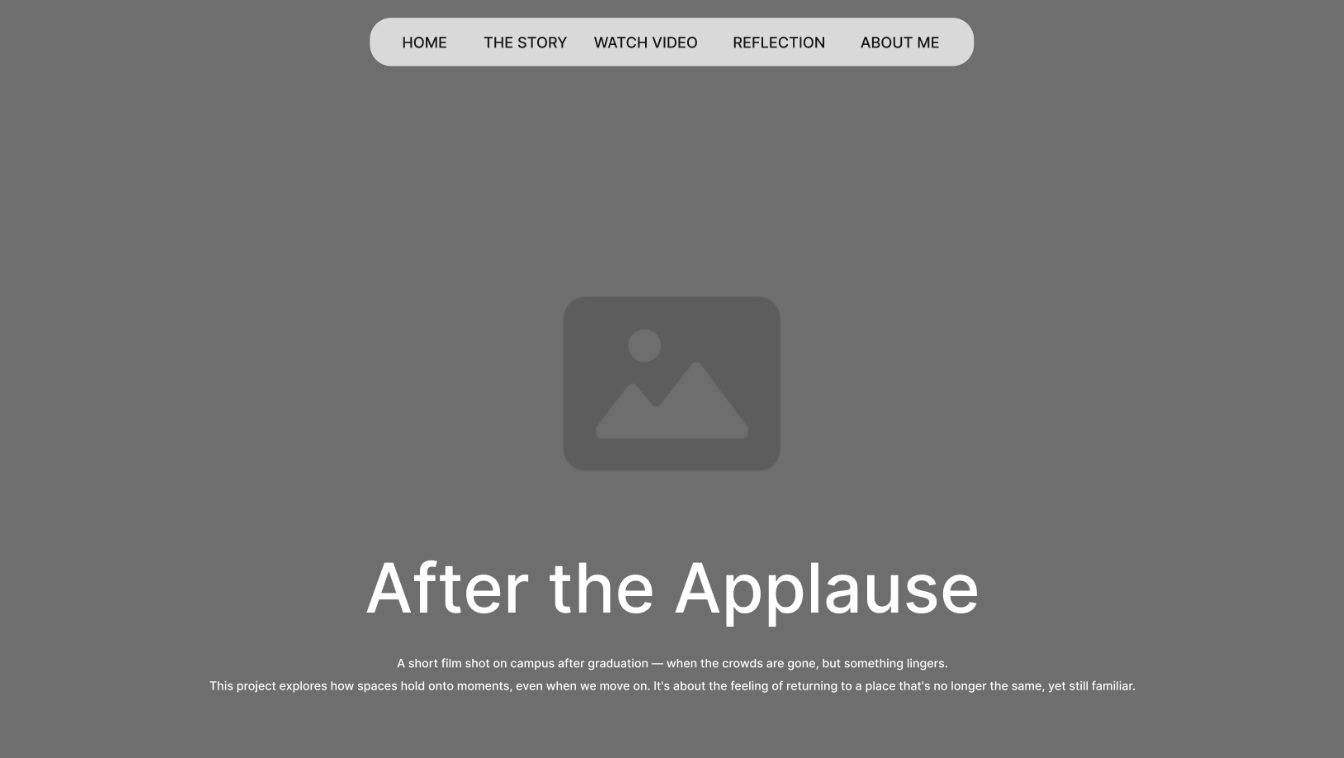 HOME THE STORY WATCH VIDEO REFLECTION ABOUT ME
After the Applause
A short film shot on campus after graduation — when the crowds are gone, but something lingers.
This project explores how spaces hold onto moments, even when we move on. It's about the feeling of returning to a place that's no longer the same, yet still familiar.